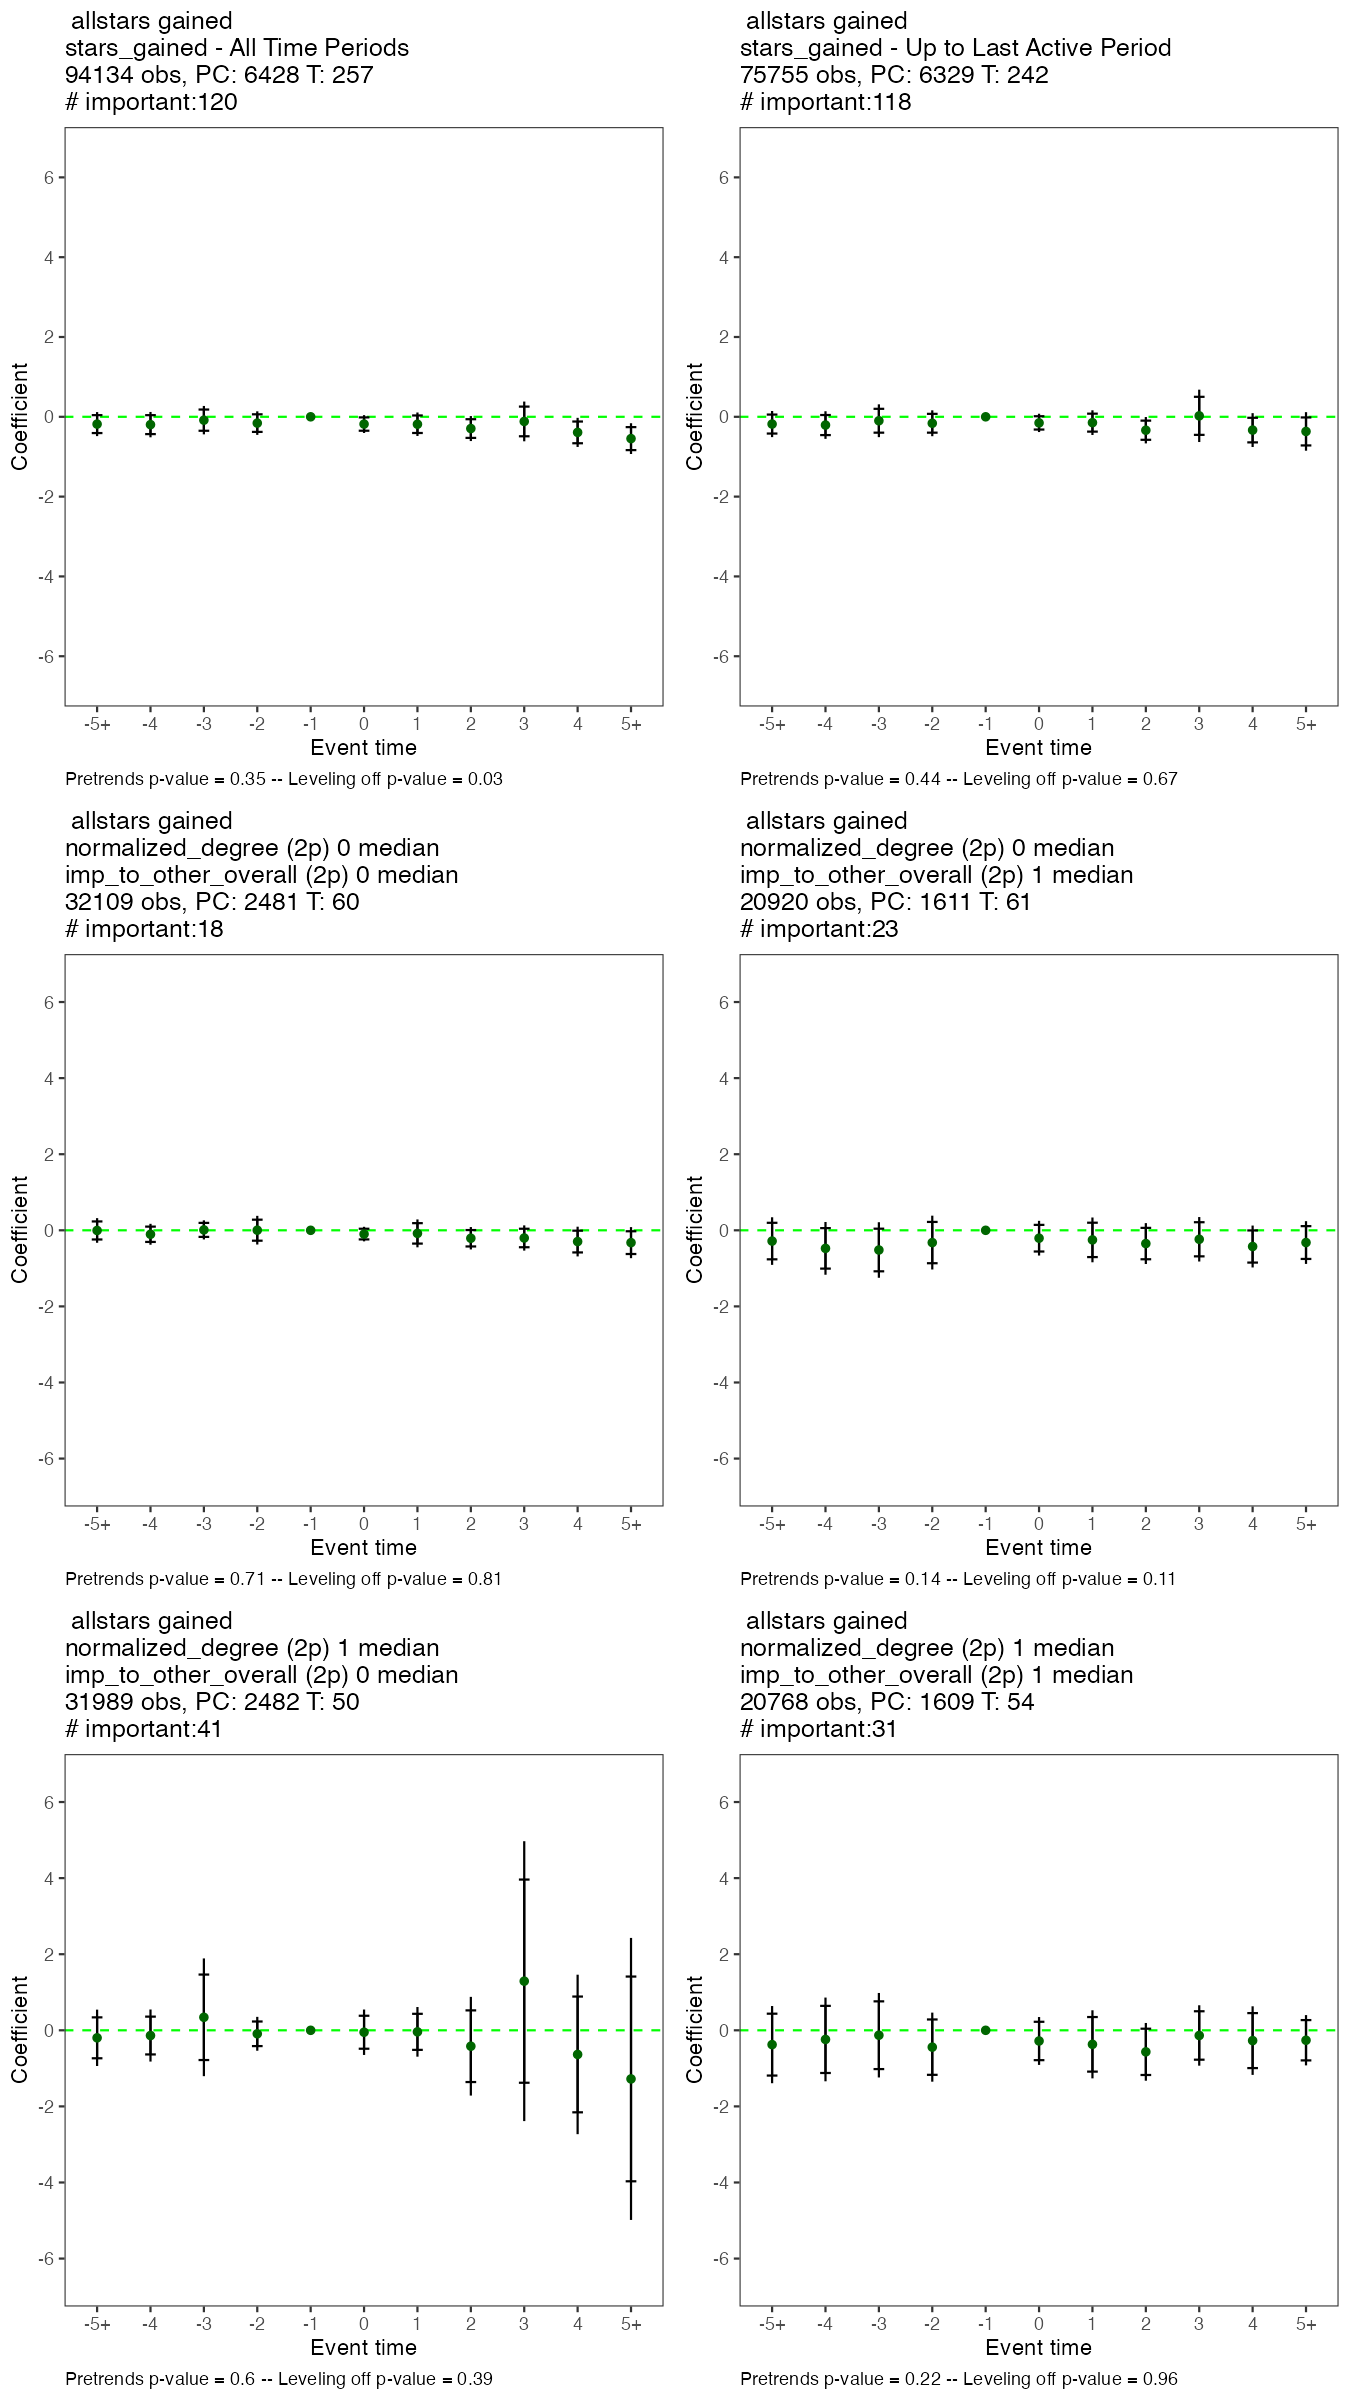 allstars gained
stars_gained - All Time Periods
94134 obs, PC: 6428 T: 257
# important:120
6
4
2
0
-2
-4
-6
Coefficient
-5+ -4 -3 -2 -1 0 1 2 3 4 5+
Event time
Pretrends p-value = 0.35 -- Leveling off p-value = 0.03
allstars gained
stars_gained - Up to Last Active Period
75755 obs, PC: 6329 T: 242
# important:118
6
4
2
0
-2
-4
-6
Coefficient
-5+ -4 -3 -2 -1 0 1 2 3 4 5+
Event time
Pretrends p-value = 0.44 -- Leveling off p-value = 0.67
allstars gained
normalized_degree (2p) 0 median
imp_to_other_overall (2p) 0 median
32109 obs, PC: 2481 T: 60
# important:18
6
4
2
0
-2
-4
-6
Coefficient
-5+ -4 -3 -2 -1 0 1 2 3 4 5+
Event time
Pretrends p-value = 0.71 -- Leveling off p-value = 0.81
allstars gained
normalized_degree (2p) 0 median
imp_to_other_overall (2p) 1 median
20920 obs, PC: 1611 T: 61
# important:23
6
4
2
0
-2
-4
-6
Coefficient
-5+ -4 -3 -2 -1 0 1 2 3 4 5+
Event time
Pretrends p-value = 0.14 -- Leveling off p-value = 0.11
allstars gained
normalized_degree (2p) 1 median
imp_to_other_overall (2p) 0 median
31989 obs, PC: 2482 T: 50
# important:41
6
4
2
0
-2
-4
-6
Coefficient
-5+ -4 -3 -2 -1 0 1 2 3 4 5+
Event time
Pretrends p-value = 0.6 -- Leveling off p-value = 0.39
allstars gained
normalized_degree (2p) 1 median
imp_to_other_overall (2p) 1 median
20768 obs, PC: 1609 T: 54
# important:31
6
4
2
0
-2
-4
-6
Coefficient
-5+ -4 -3 -2 -1 0 1 2 3 4 5+
Event time
Pretrends p-value = 0.22 -- Leveling off p-value = 0.96